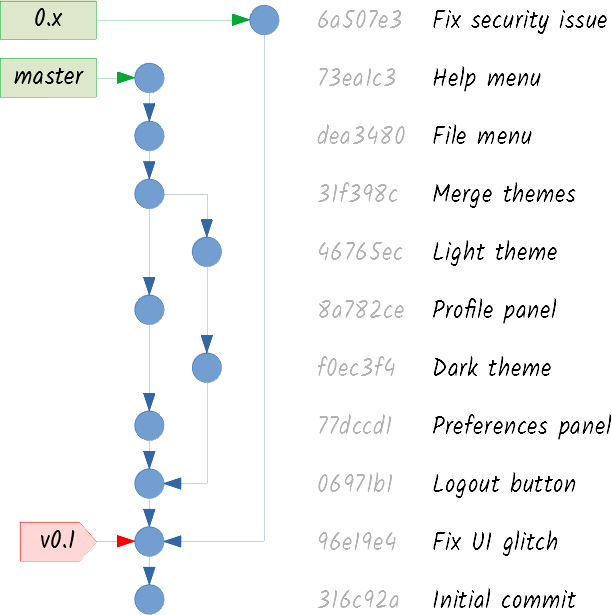 0.x 6a507e3 Fix security issue
master 73ea1c3 Help menu
dea3480 File menu
31f398c Merge themes
46765ec Light theme
8a782ce Profile panel
f0ec3f4 Dark theme
77dccd1 Preferences panel
06971b1 Logout button
v0.1 96e19e4 Fix UI glitch
316c92a Initial commit